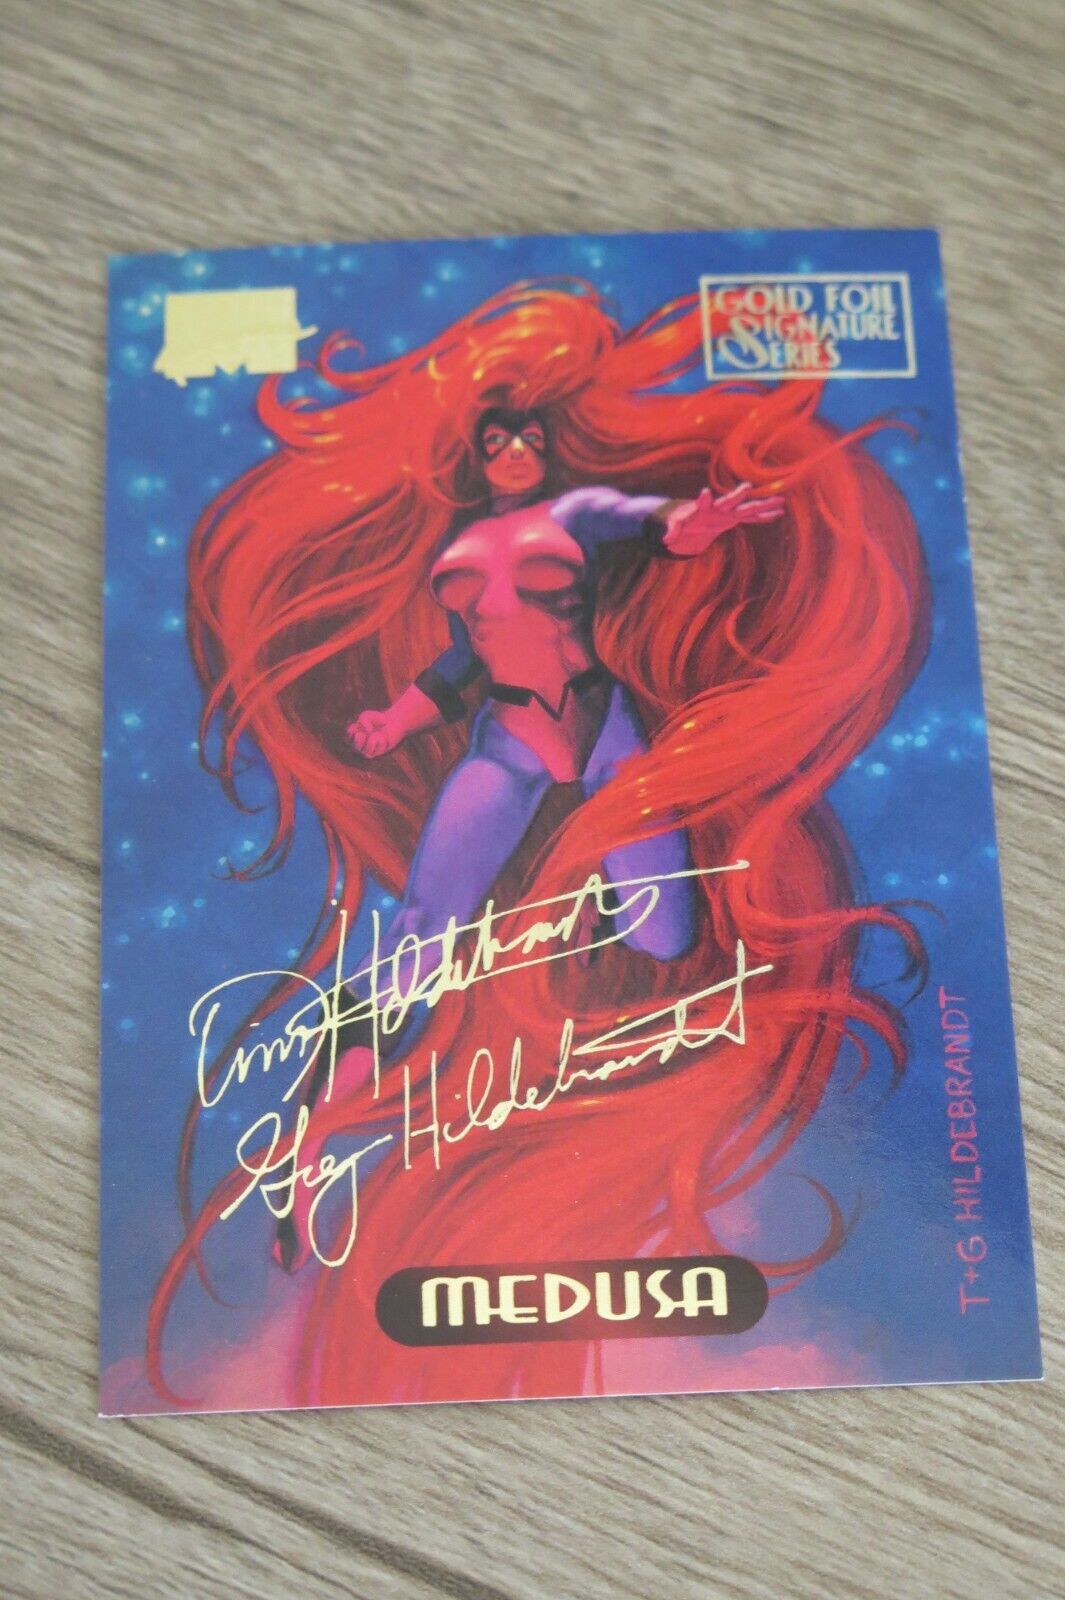 GOLD FOIL
SIGNATURE
SERIES
Tim Hildebrandt
Greg Hildebrandt
T+G HILDEBRANDT
MEDUSA